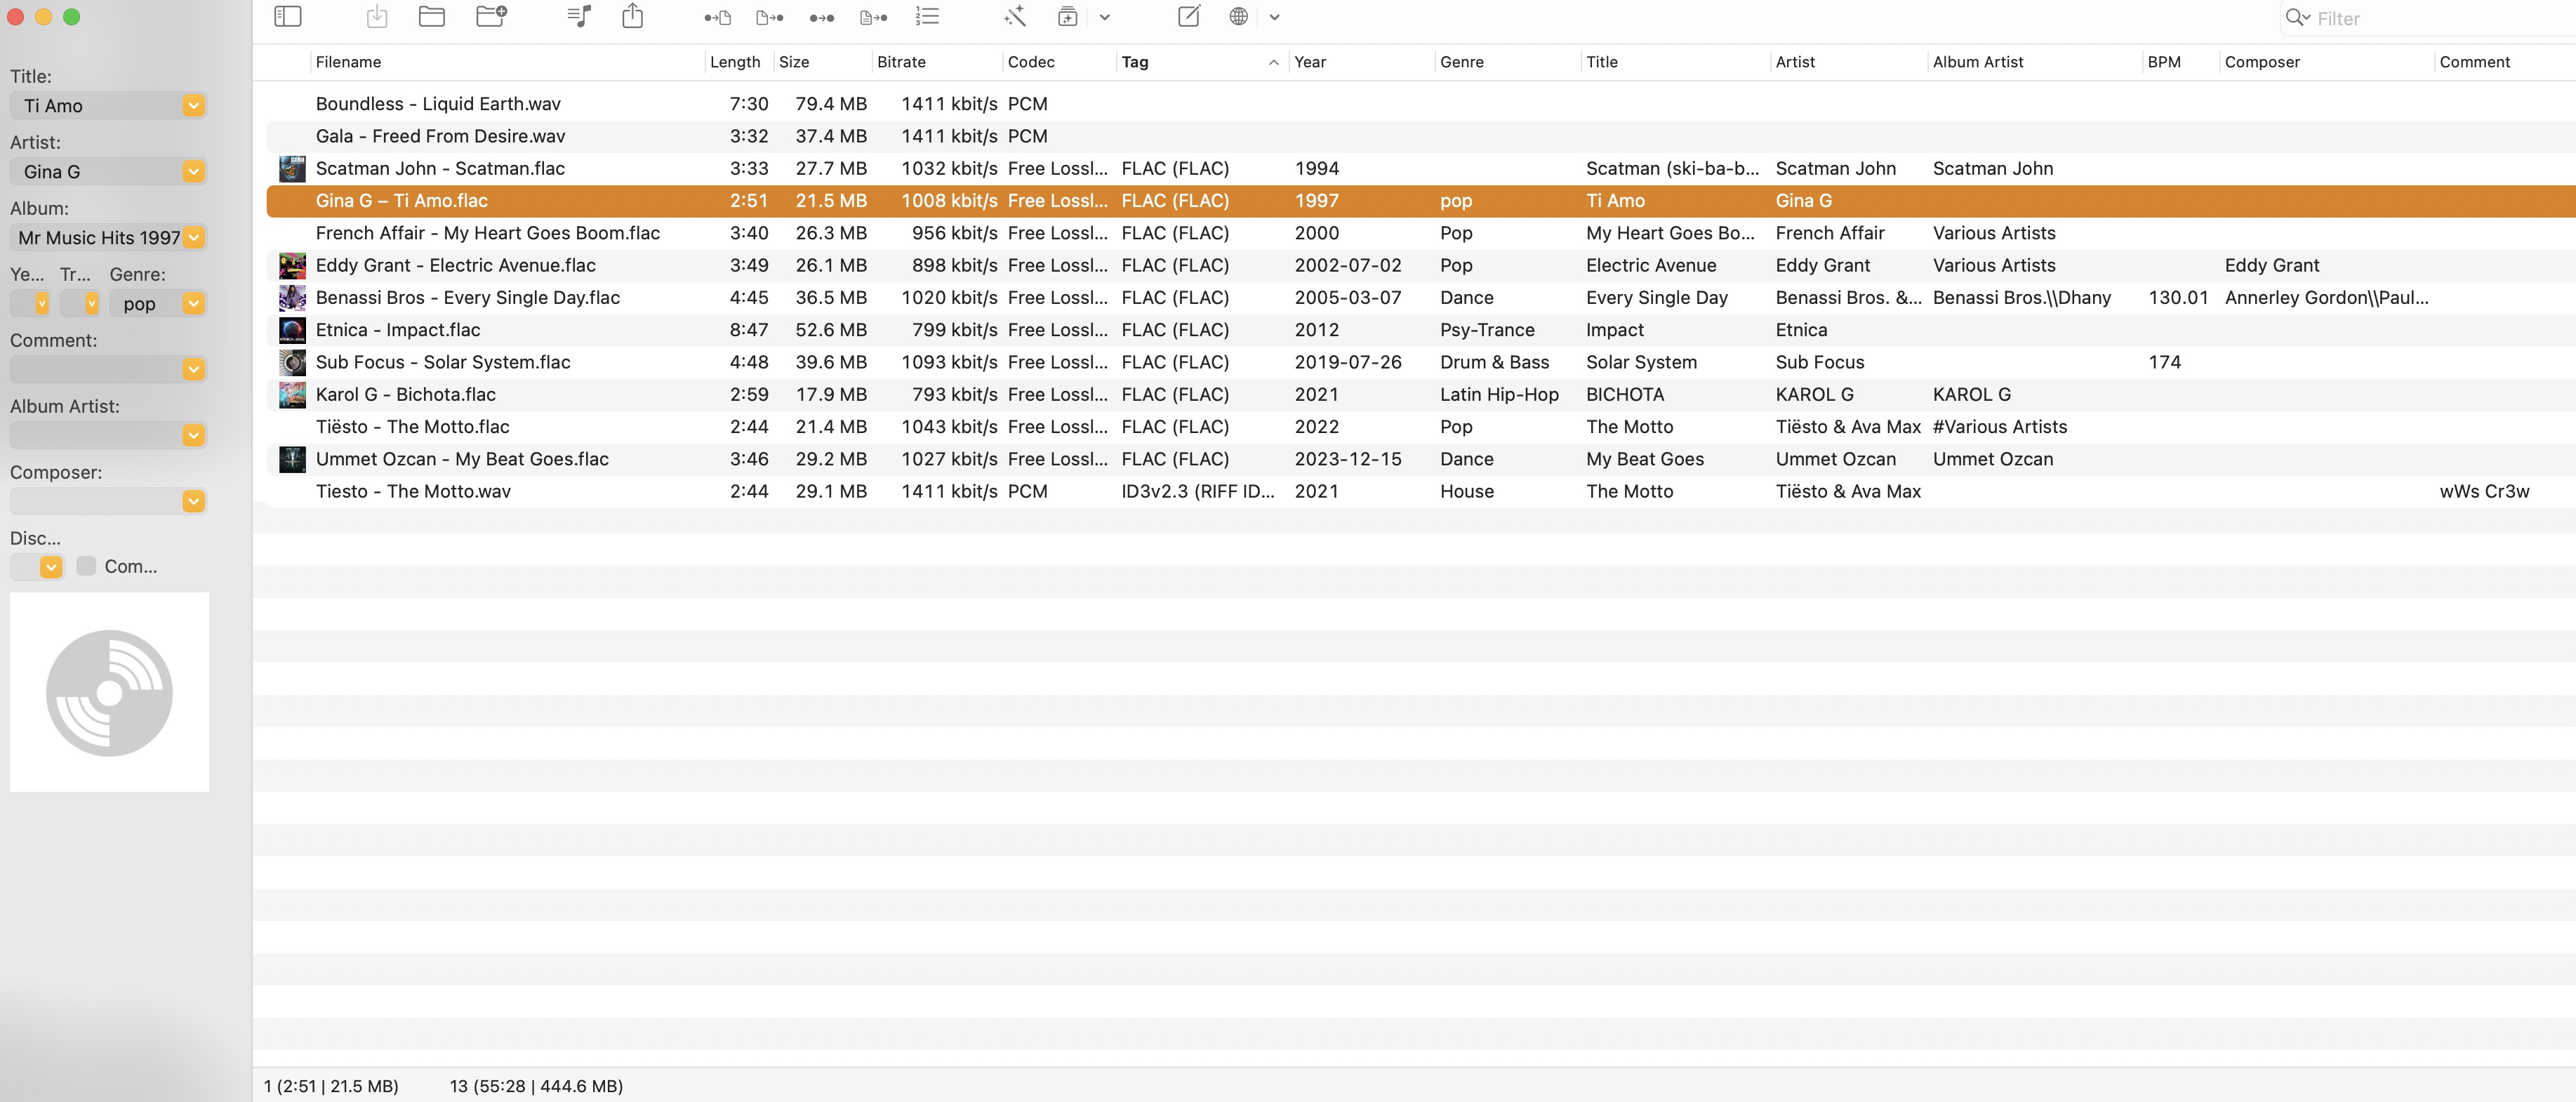 Filter
Filename Length Size Bitrate Codec Tag Year Genre Title Artist Album Artist BPM Composer Comment
Title:
Ti Amo
Artist:
Gina G
Album:
Mr Music Hits 1997
Ye... Tr... Genre:
pop
Comment:
Album Artist:
Composer:
Disc...
Com...
Boundless - Liquid Earth.wav 7:30 79.4 MB 1411 kbit/s PCM
Gala - Freed From Desire.wav 3:32 37.4 MB 1411 kbit/s PCM
Scatman John - Scatman.flac 3:33 27.7 MB 1032 kbit/s Free Lossl... FLAC (FLAC) 1994 Scatman (ski-ba-b... Scatman John Scatman John
Gina G – Ti Amo.flac 2:51 21.5 MB 1008 kbit/s Free Lossl... FLAC (FLAC) 1997 pop Ti Amo Gina G
French Affair - My Heart Goes Boom.flac 3:40 26.3 MB 956 kbit/s Free Lossl... FLAC (FLAC) 2000 Pop My Heart Goes Bo... French Affair Various Artists
Eddy Grant - Electric Avenue.flac 3:49 26.1 MB 898 kbit/s Free Lossl... FLAC (FLAC) 2002-07-02 Pop Electric Avenue Eddy Grant Various Artists Eddy Grant
Benassi Bros - Every Single Day.flac 4:45 36.5 MB 1020 kbit/s Free Lossl... FLAC (FLAC) 2005-03-07 Dance Every Single Day Benassi Bros. &... Benassi Bros.\\Dhany 130.01 Annerley Gordon\\Paul...
Etnica - Impact.flac 8:47 52.6 MB 799 kbit/s Free Lossl... FLAC (FLAC) 2012 Psy-Trance Impact Etnica
Sub Focus - Solar System.flac 4:48 39.6 MB 1093 kbit/s Free Lossl... FLAC (FLAC) 2019-07-26 Drum & Bass Solar System Sub Focus 174
Karol G - Bichota.flac 2:59 17.9 MB 793 kbit/s Free Lossl... FLAC (FLAC) 2021 Latin Hip-Hop BICHOTA KAROL G KAROL G
Tiësto - The Motto.flac 2:44 21.4 MB 1043 kbit/s Free Lossl... FLAC (FLAC) 2022 Pop The Motto Tiësto & Ava Max #Various Artists
Ummet Ozcan - My Beat Goes.flac 3:46 29.2 MB 1027 kbit/s Free Lossl... FLAC (FLAC) 2023-12-15 Dance My Beat Goes Ummet Ozcan Ummet Ozcan
Tiesto - The Motto.wav 2:44 29.1 MB 1411 kbit/s PCM ID3v2.3 (RIFF ID... 2021 House The Motto Tiësto & Ava Max wWs Cr3w
1 (2:51 | 21.5 MB) 13 (55:28 | 444.6 MB)